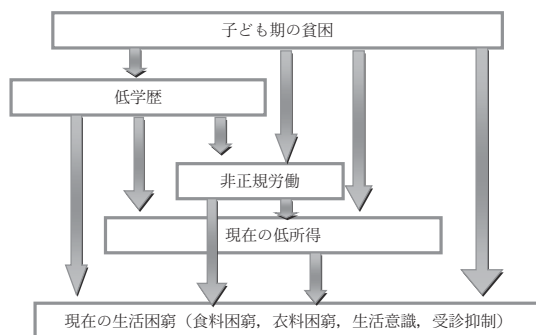 子ども期の貧困
低学歴
非正規労働
現在の低所得
現在の生活困窮（食料困窮，衣料困窮，生活意識，受診抑制）